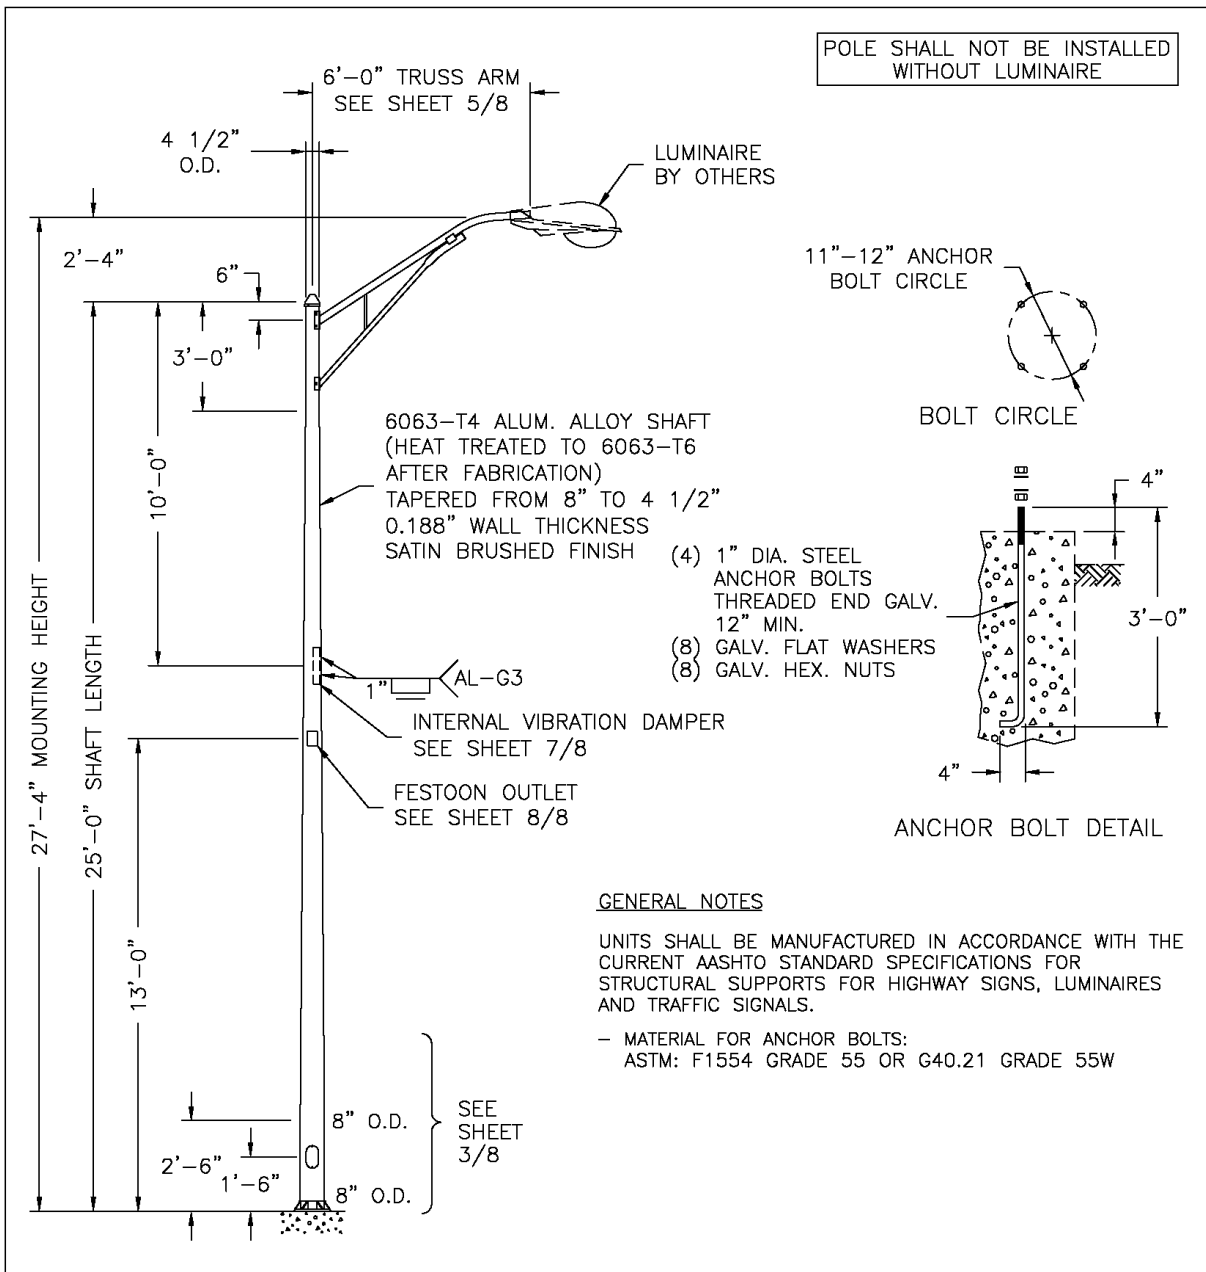 POLE SHALL NOT BE INSTALLED
WITHOUT LUMINAIRE
6'-0" TRUSS ARM
SEE SHEET 5/8
4 1/2"
O.D.
LUMINAIRE
BY OTHERS
2'-4"
6"
3'-0"
11"-12" ANCHOR
BOLT CIRCLE
BOLT CIRCLE
6063-T4 ALUM. ALLOY SHAFT
(HEAT TREATED TO 6063-T6
AFTER FABRICATION)
TAPERED FROM 8" TO 4 1/2"
0.188" WALL THICKNESS
SATIN BRUSHED FINISH
10'-0"
27'-4" MOUNTING HEIGHT
25'-0" SHAFT LENGTH
13'-0"
4"
(4) 1" DIA. STEEL
ANCHOR BOLTS
THREADED END GALV.
12" MIN.
(8) GALV. FLAT WASHERS
(8) GALV. HEX. NUTS
3'-0"
4"
ANCHOR BOLT DETAIL
1"
AL-G3
INTERNAL VIBRATION DAMPER
SEE SHEET 7/8
FESTOON OUTLET
SEE SHEET 8/8
GENERAL NOTES
UNITS SHALL BE MANUFACTURED IN ACCORDANCE WITH THE
CURRENT AASHTO STANDARD SPECIFICATIONS FOR
STRUCTURAL SUPPORTS FOR HIGHWAY SIGNS, LUMINAIRES
AND TRAFFIC SIGNALS.
- MATERIAL FOR ANCHOR BOLTS:
ASTM: F1554 GRADE 55 OR G40.21 GRADE 55W
8" O.D.
SEE
SHEET
3/8
2'-6"
1'-6"
8" O.D.